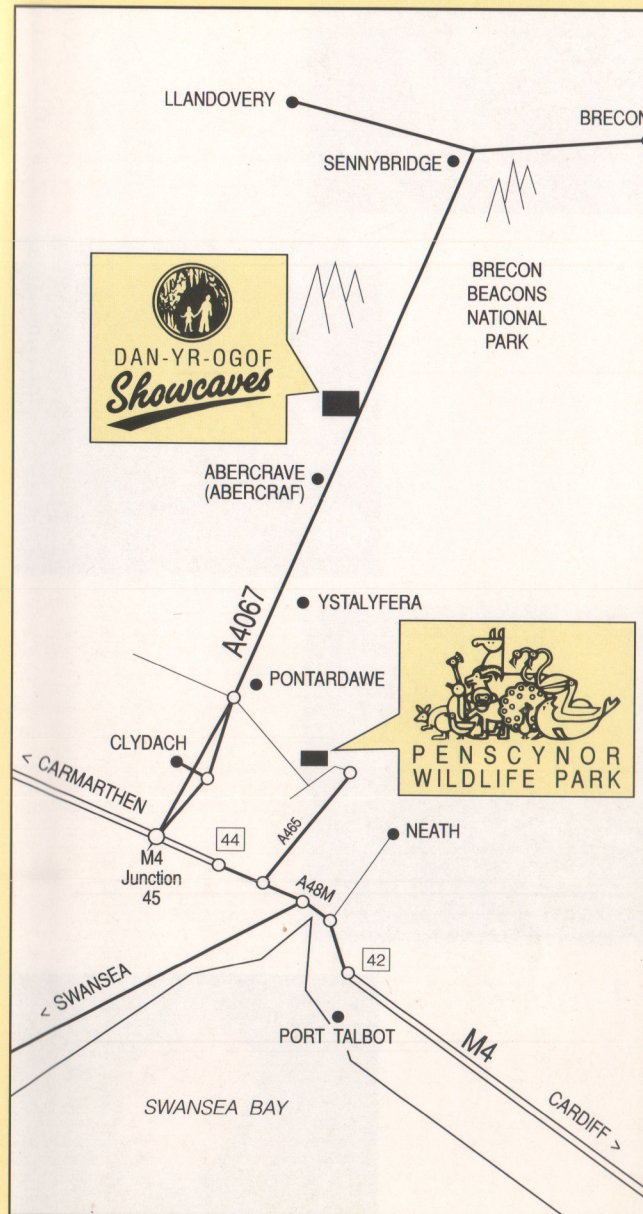 LLANDOVERY
BRECON
SENNYBRIDGE
BRECON
BEACONS
NATIONAL
PARK
DAN-YR-OGOF
Showcaves
ABERCRAVE
(ABERCRAF)
A4067
YSTALYFERA
PONTARDAWE
PENSCYNOR
WILDLIFE PARK
CLYDACH
< CARMARTHEN
M4
Junction
45
44
A465
NEATH
A48M
42
< SWANSEA
PORT TALBOT
M4
SWANSEA BAY
CARDIFF >